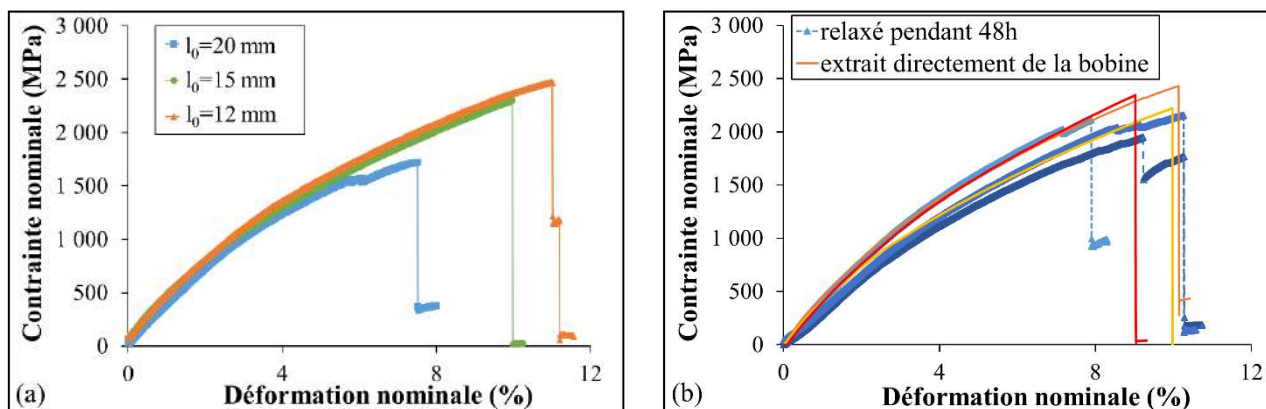 3 000
2 500
2 000
1 500
1 000
500
0
Contrainte nominale (MPa)
l₀=20 mm
l₀=15 mm
l₀=12 mm
0 4 8 12
(a) Déformation nominale (%)
3 000
2 500
2 000
1 500
1 000
500
0
Contrainte nominale (MPa)
relaxé pendant 48h
extrait directement de la bobine
0 4 8 12
(b) Déformation nominale (%)